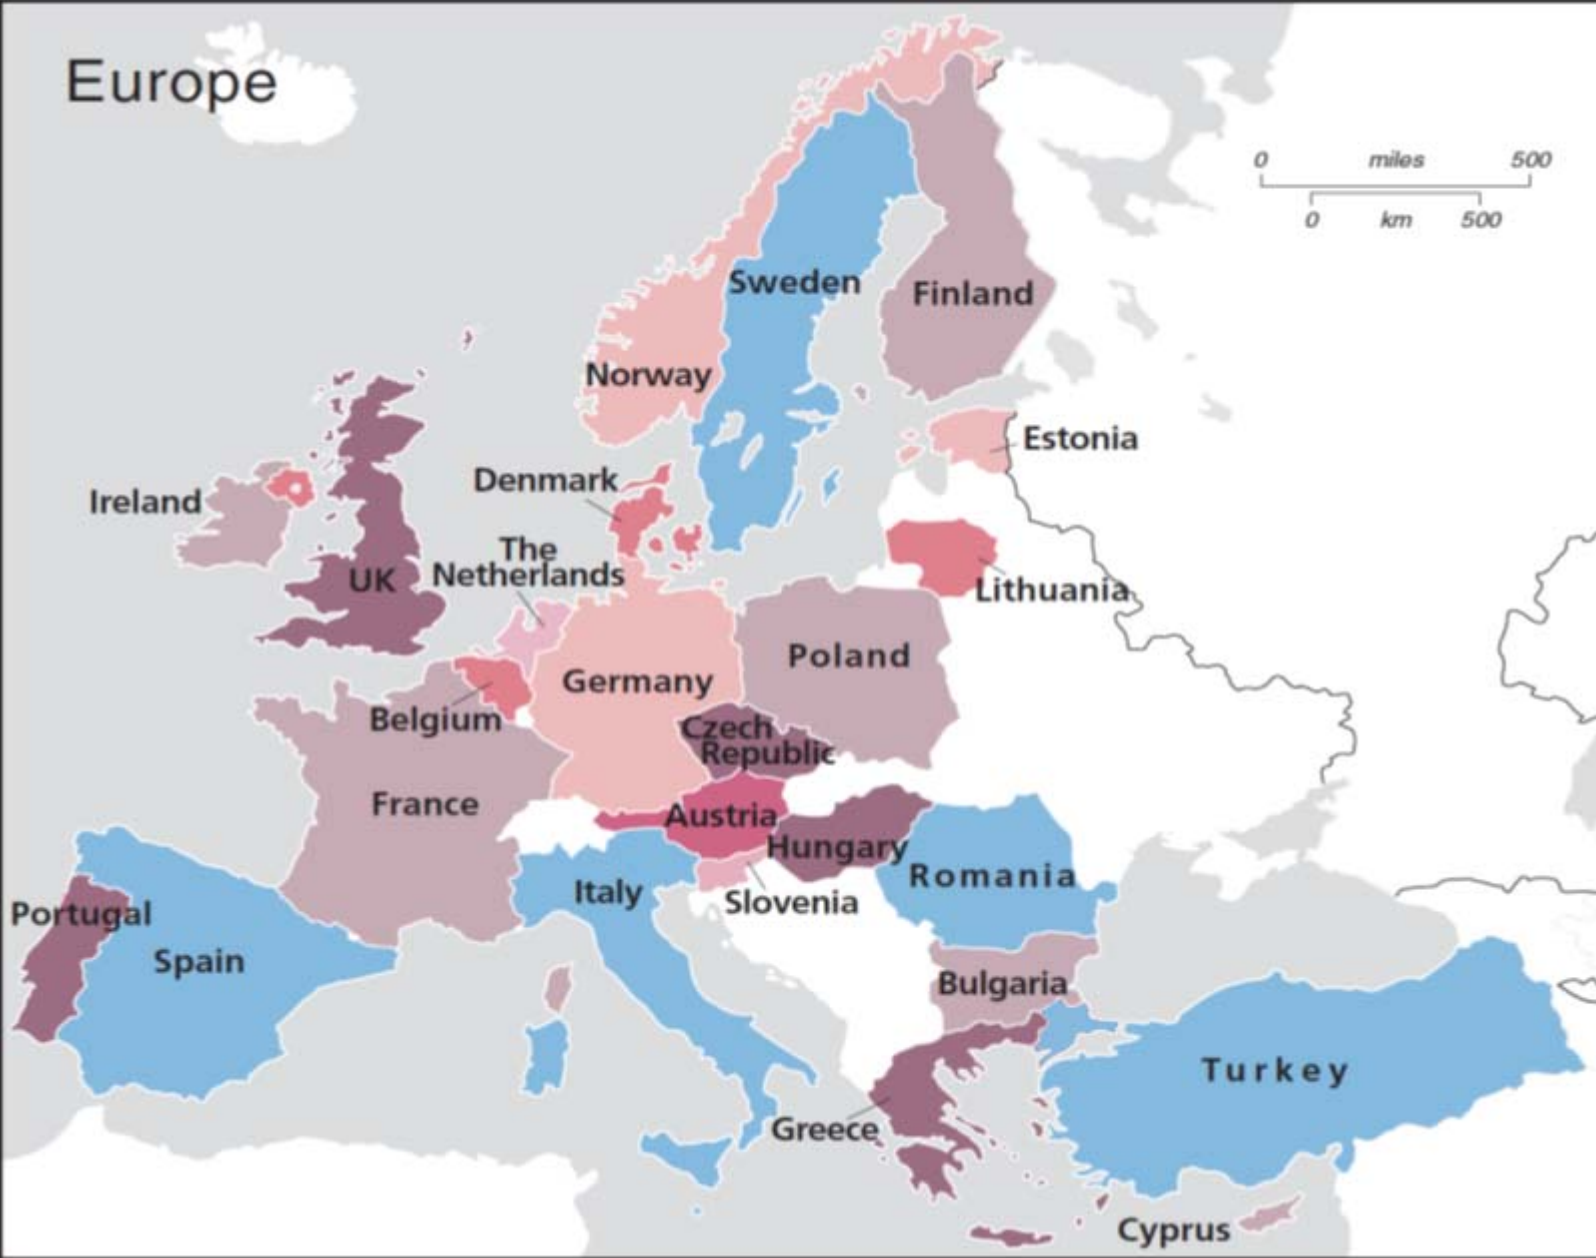 Europe
0 miles 500
0 km 500
Sweden
Finland
Norway
Estonia
Denmark
Ireland
The
Netherlands
UK
Lithuania
Poland
Germany
Belgium
Czech
Republic
France
Austria
Hungary
Romania
Italy
Slovenia
Portugal
Spain
Bulgaria
Turkey
Greece
Cyprus